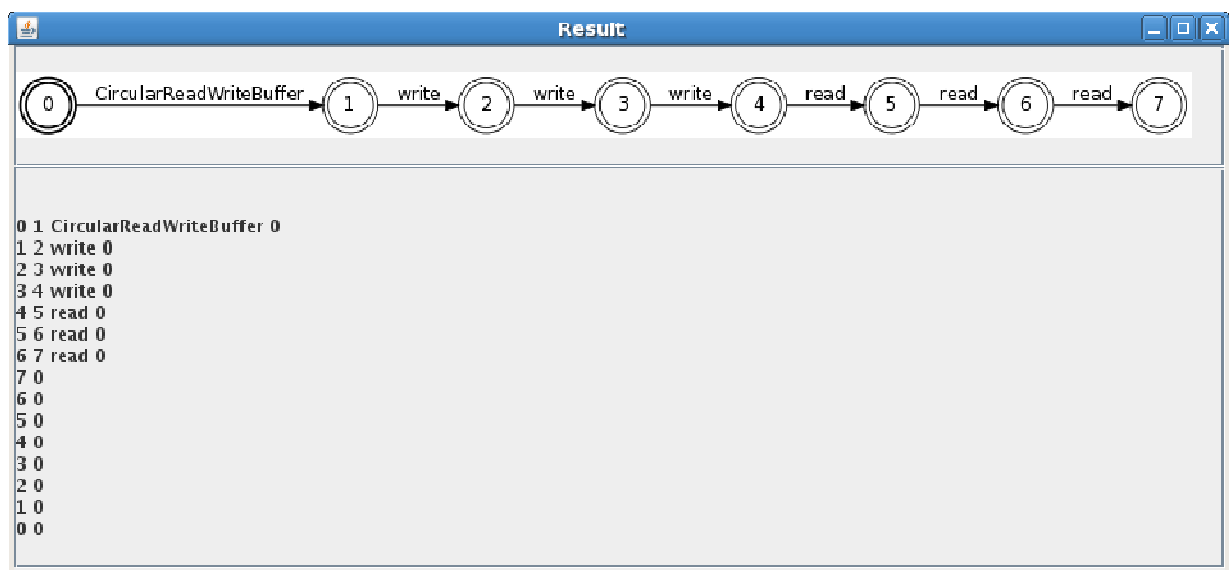 Result
0 CircularReadWriteBuffer 1 write 2 write 3 write 4 read 5 read 6 read 7
0 1 CircularReadWriteBuffer 0
1 2 write 0
2 3 write 0
3 4 write 0
4 5 read 0
5 6 read 0
6 7 read 0
7 0
6 0
5 0
4 0
3 0
2 0
1 0
0 0